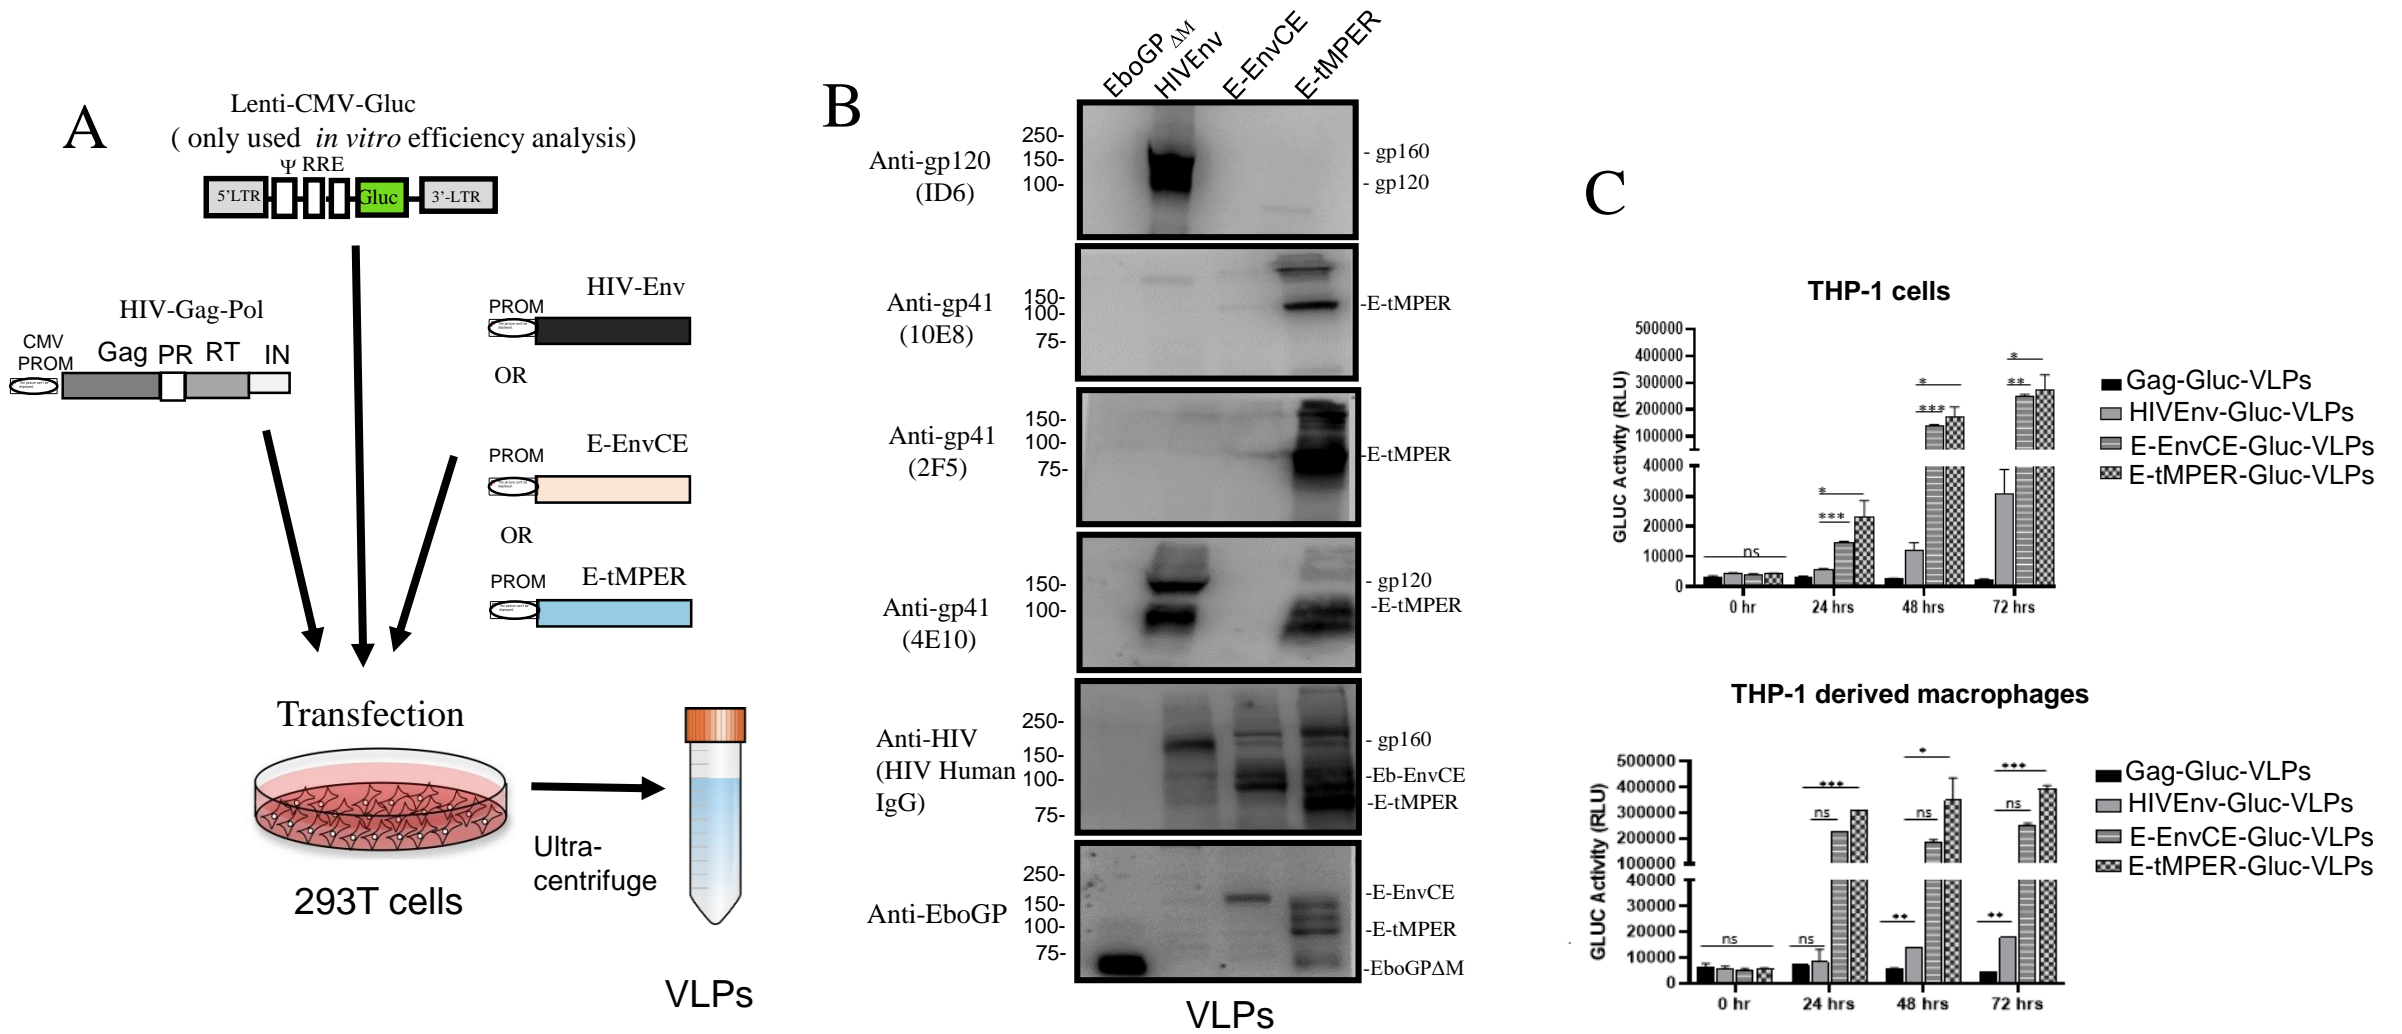 A
Lenti-CMV-Gluc
( only used in vitro efficiency analysis)
Ψ RRE
5'LTR
Gluc
3'-LTR
HIV-Gag-Pol
CMV
PROM
Gag PR RT IN
PROM
HIV-Env
OR
PROM
E-EnvCE
OR
PROM
E-tMPER
Transfection
293T cells
Ultra-
centrifuge
VLPs
B
EboGP ΔM
HIVEnv
E-EnvCE
E-tMPER
Anti-gp120
(ID6)
250-
150-
100-
- gp160
- gp120
Anti-gp41
(10E8)
150-
100-
75-
-E-tMPER
Anti-gp41
(2F5)
150-
100-
75-
-E-tMPER
Anti-gp41
(4E10)
150-
100-
- gp120
-E-tMPER
Anti-HIV
(HIV Human
IgG)
250-
150-
100-
75-
- gp160
-Eb-EnvCE
-E-tMPER
Anti-EboGP
250-
150-
100-
75-
-E-EnvCE
-E-tMPER
-EboGPΔM
VLPs
C
THP-1 cells
GLUC Activity (RLU)
500000
400000
300000
200000
100000
40000
30000
20000
10000
0
ns
*
***
*
***
*
**
0 hr
24 hrs
48 hrs
72 hrs
Gag-Gluc-VLPs
HIVEnv-Gluc-VLPs
E-EnvCE-Gluc-VLPs
E-tMPER-Gluc-VLPs
THP-1 derived macrophages
GLUC Activity (RLU)
500000
400000
300000
200000
100000
40000
30000
20000
10000
0
ns
***
ns
ns
*
ns
**
***
ns
**
0 hr
24 hrs
48 hrs
72 hrs
Gag-Gluc-VLPs
HIVEnv-Gluc-VLPs
E-EnvCE-Gluc-VLPs
E-tMPER-Gluc-VLPs